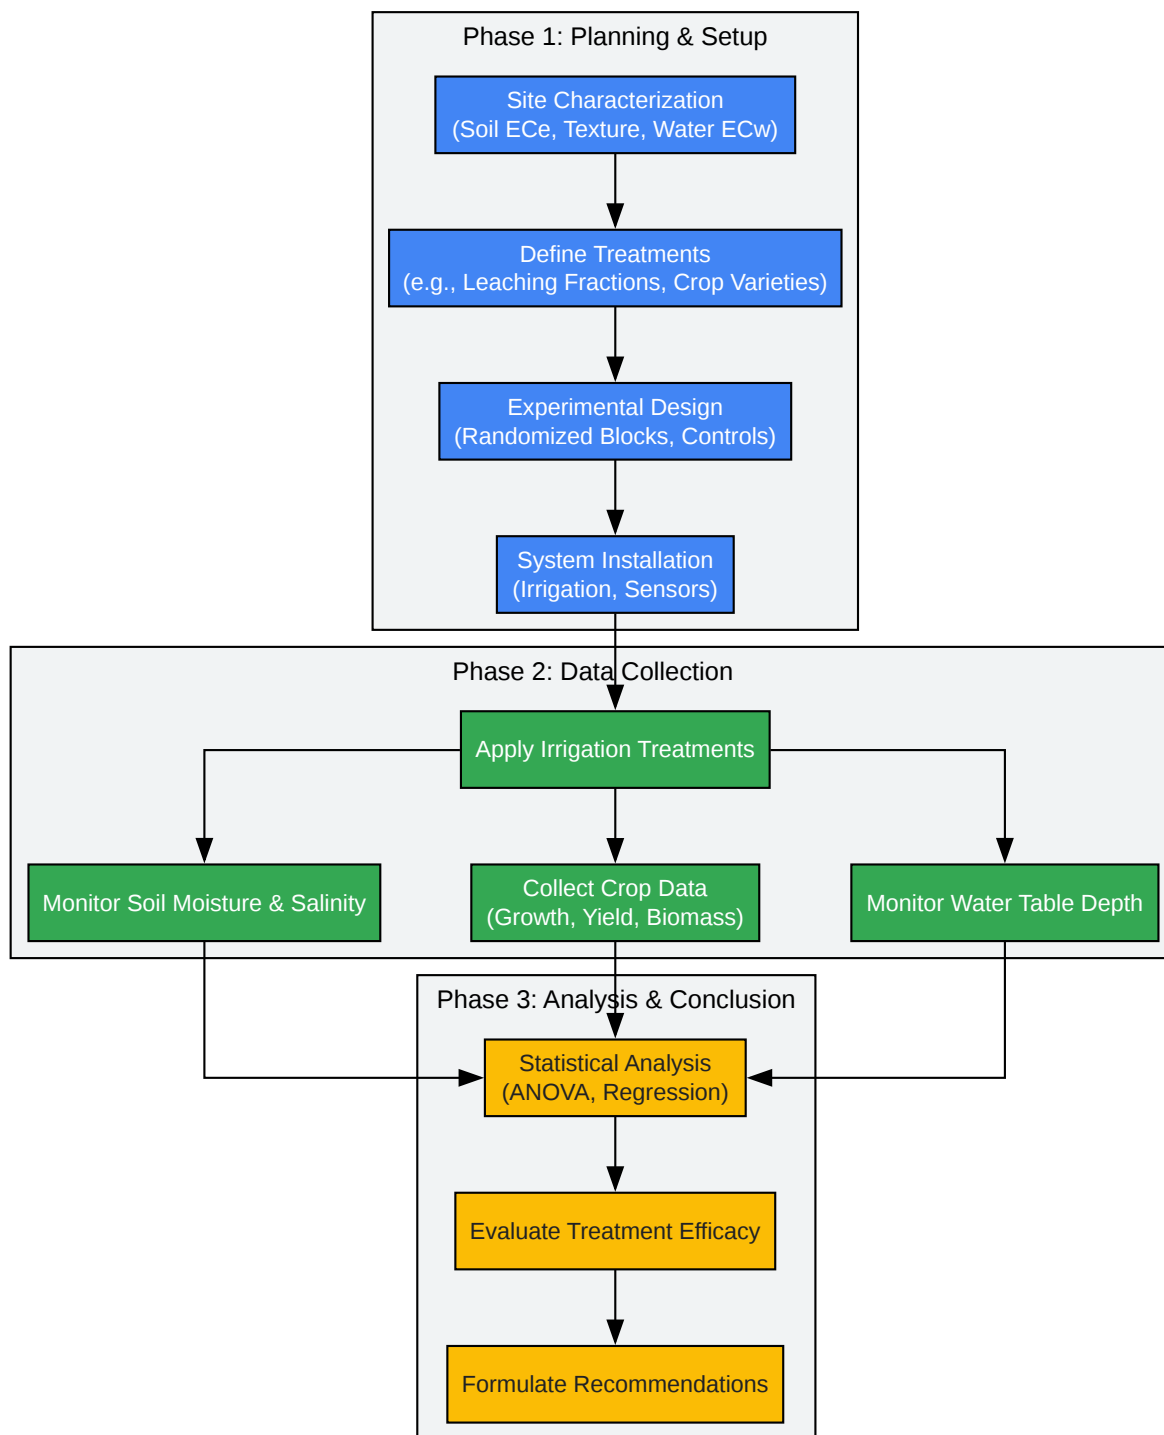 Phase 1: Planning & Setup
Site Characterization
(Soil ECe, Texture, Water ECw)
Define Treatments
(e.g., Leaching Fractions, Crop Varieties)
Experimental Design
(Randomized Blocks, Controls)
System Installation
(Irrigation, Sensors)
Phase 2: Data Collection
Apply Irrigation Treatments
Monitor Soil Moisture & Salinity
Collect Crop Data
(Growth, Yield, Biomass)
Monitor Water Table Depth
Phase 3: Analysis & Conclusion
Statistical Analysis
(ANOVA, Regression)
Evaluate Treatment Efficacy
Formulate Recommendations